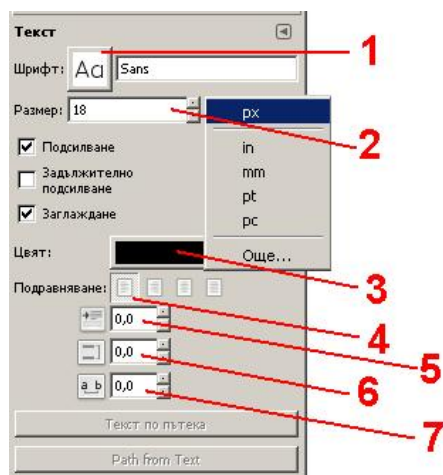 Текст
1
Шрифт: Aa Sans
Размер: 18
px
2
in
mm
pt
pc
Още...
Подсилване
Задължително
подсилване
Заглаждане
Цвят:
3
Подравняване:
4
0,0
5
0,0
6
a b 0,0
7
Текст по пътека
Path from Text